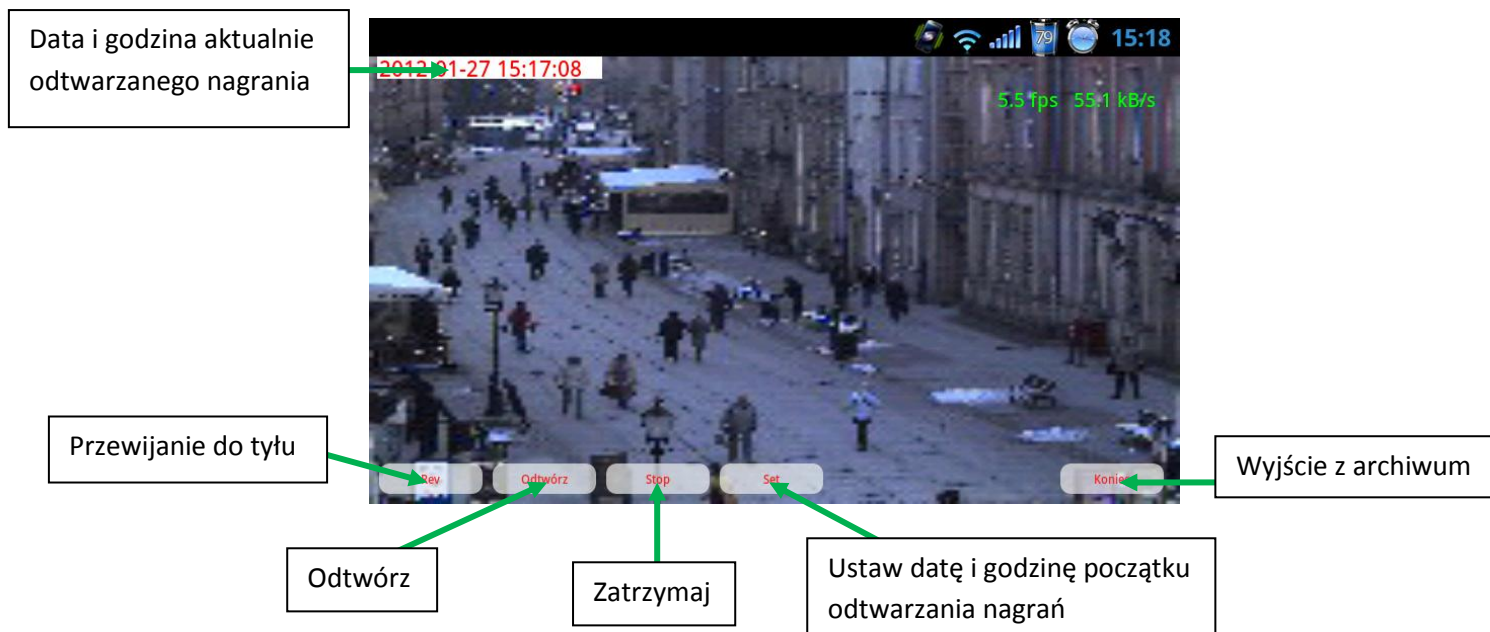 Data i godzina aktualnie
odtwarzanego nagrania
79 15:18
2012-01-27 15:17:08
5.5 fps 55.1 kB/s
Przewijanie do tyłu
Rev
Odtwórz
Stop
Set
Koniec
Wyjście z archiwum
Odtwórz
Zatrzymaj
Ustaw datę i godzinę początku
odtwarzania nagrań